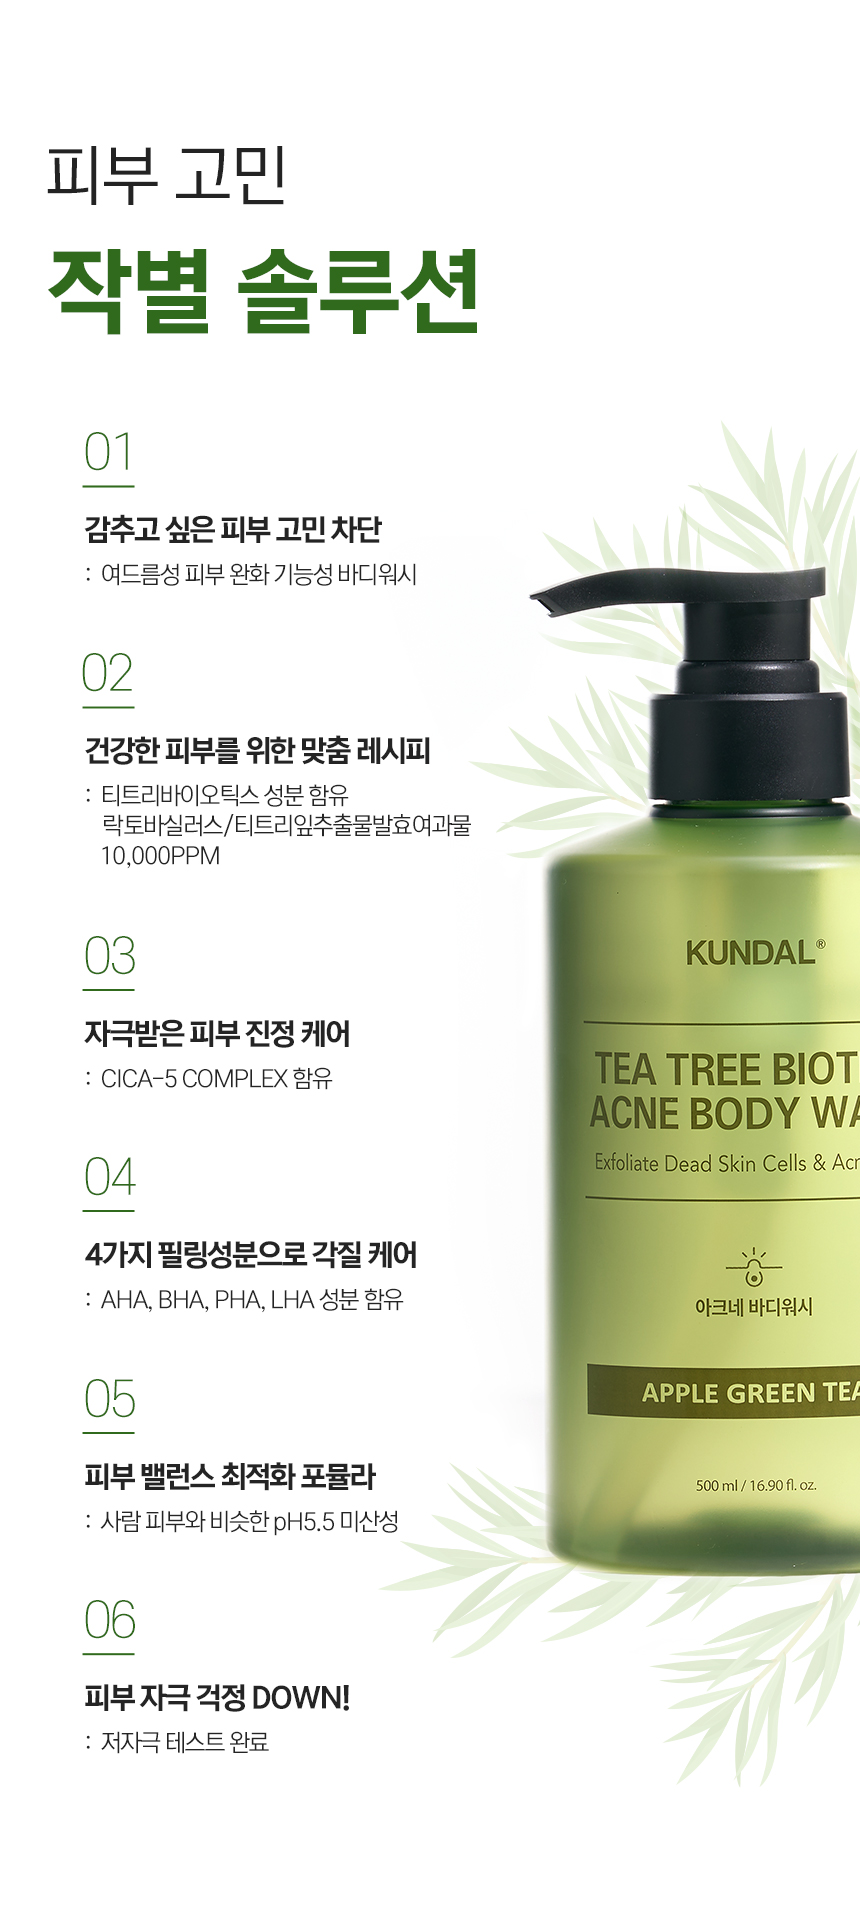 피부 고민
작별 솔루션
01
감추고 싶은 피부 고민 차단
: 여드름성 피부 완화 기능성 바디워시
02
건강한 피부를 위한 맞춤 레시피
: 티트리바이오틱스 성분 함유
락토바실러스/티트리잎추출물발효여과물
10,000PPM
03
자극받은 피부 진정 케어
: CICA-5 COMPLEX 함유
04
4가지 필링성분으로 각질 케어
: AHA, BHA, PHA, LHA 성분 함유
05
피부 밸런스 최적화 포뮬라
: 사람 피부와 비슷한 pH5.5 미산성
06
피부 자극 걱정 DOWN!
: 저자극 테스트 완료
KUNDAL®
TEA TREE BIOT
ACNE BODY WA
Exfoliate Dead Skin Cells & Acn
아크네 바디워시
APPLE GREEN TEA
500 ml / 16.90 fl. oz.